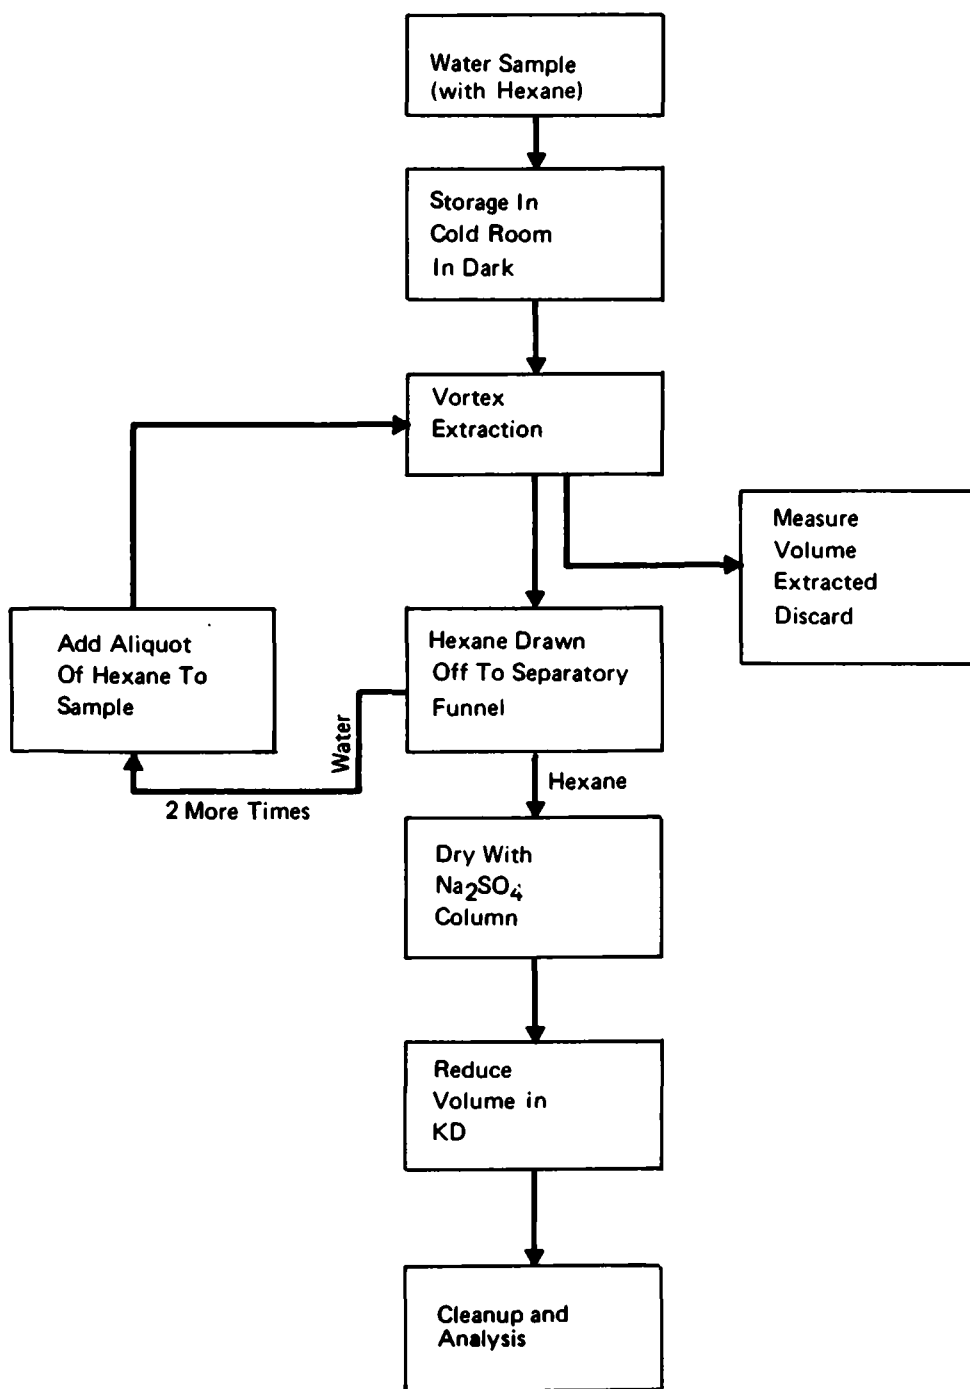 Water Sample
(with Hexane)
Storage In
Cold Room
In Dark
Vortex
Extraction
Measure
Volume
Extracted
Discard
Add Aliquot
Of Hexane To
Sample
Hexane Drawn
Off To Separatory
Funnel
Water
2 More Times
Hexane
Dry With
Na₂SO₄
Column
Reduce
Volume in
KD
Cleanup and
Analysis